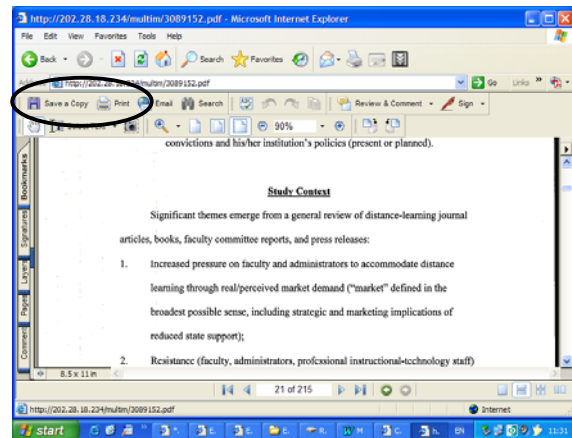 http://202.28.18.234/multim/3089152.pdf - Microsoft Internet Explorer
File Edit View Favorites Tools Help
Back Search Favorites
http://202.28.18.234/multim/3089152.pdf Go Links »
Save a Copy Print Email Search Review & Comment Sign
90%
convictions and his/her institution's policies (present or planned).
Study Context
Significant themes emerge from a general review of distance-learning journal
articles, books, faculty committee reports, and press releases:
1. Increased pressure on faculty and administrators to accommodate distance
learning through real/perceived market demand ("market" defined in the
broadest possible sense, including strategic and marketing implications of
reduced state support);
2. Resistance (faculty, administrators, professional instructional-technology staff)
Bookmarks
Signatures
Layers
Pages
Comments
8.5 x 11 in
21 of 215
http://202.28.18.234/multim/3089152.pdf Internet
start EN 11:31